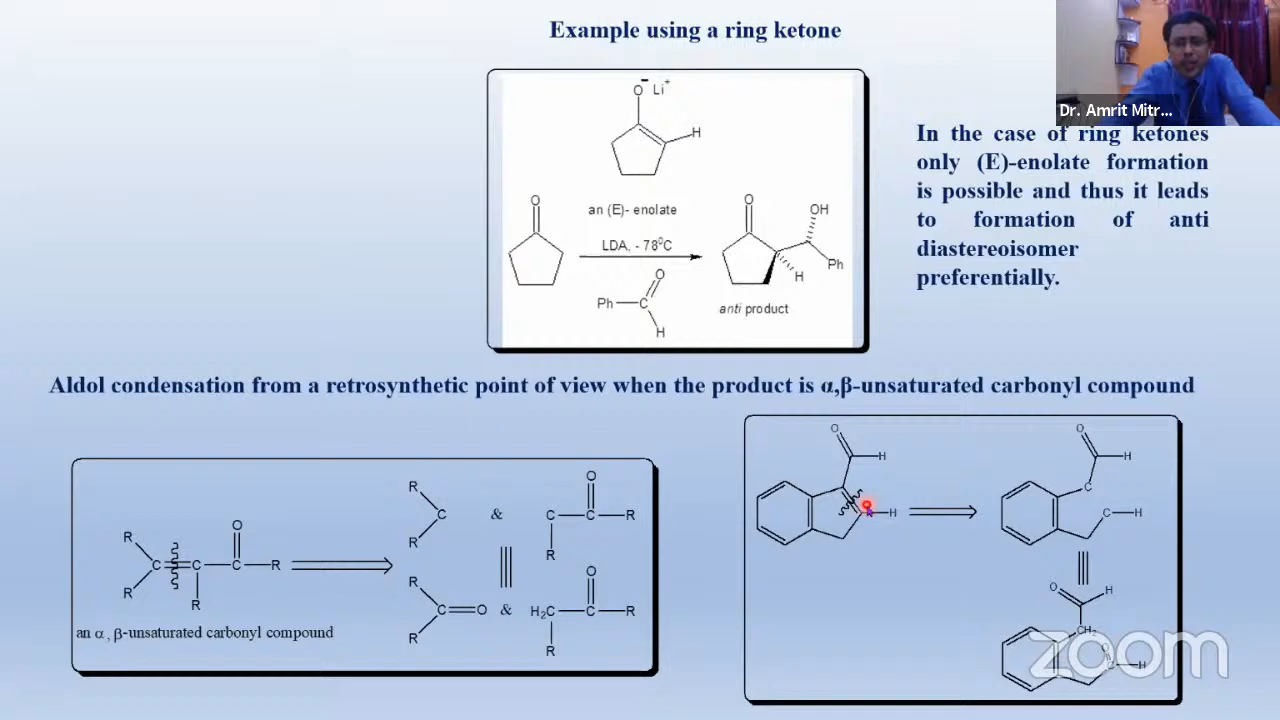 Example using a ring ketone
Dr. Amrit Mitr...
O⁻ Li⁺
H
an (E)- enolate
O
LDA, - 78⁰C
Ph C O
H
O
OH
Ph
H
anti product
In the case of ring ketones
only (E)-enolate formation
is possible and thus it leads
to formation of anti
diastereoisomer
preferentially.
Aldol condensation from a retrosynthetic point of view when the product is α,β-unsaturated carbonyl compound
R
R
C C C R
O
R
an α , β-unsaturated carbonyl compound
R
C
R
&
O
C C R
R
R
C O
R
&
O
H₂C C R
R
O
H
H
O
H
C
C H
O
H
CH₂
H
zoom